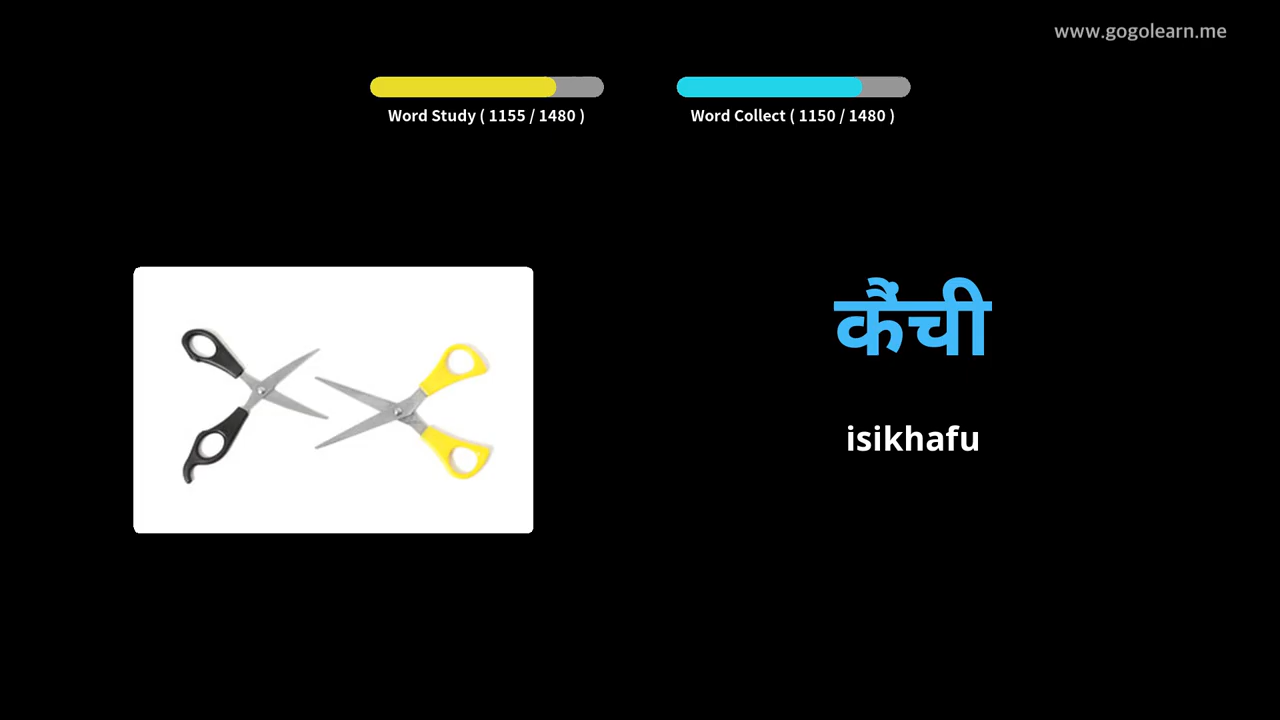 www.gogolearn.me
Word Study ( 1155 / 1480 )
Word Collect ( 1150 / 1480 )
कैंची
isikhafu